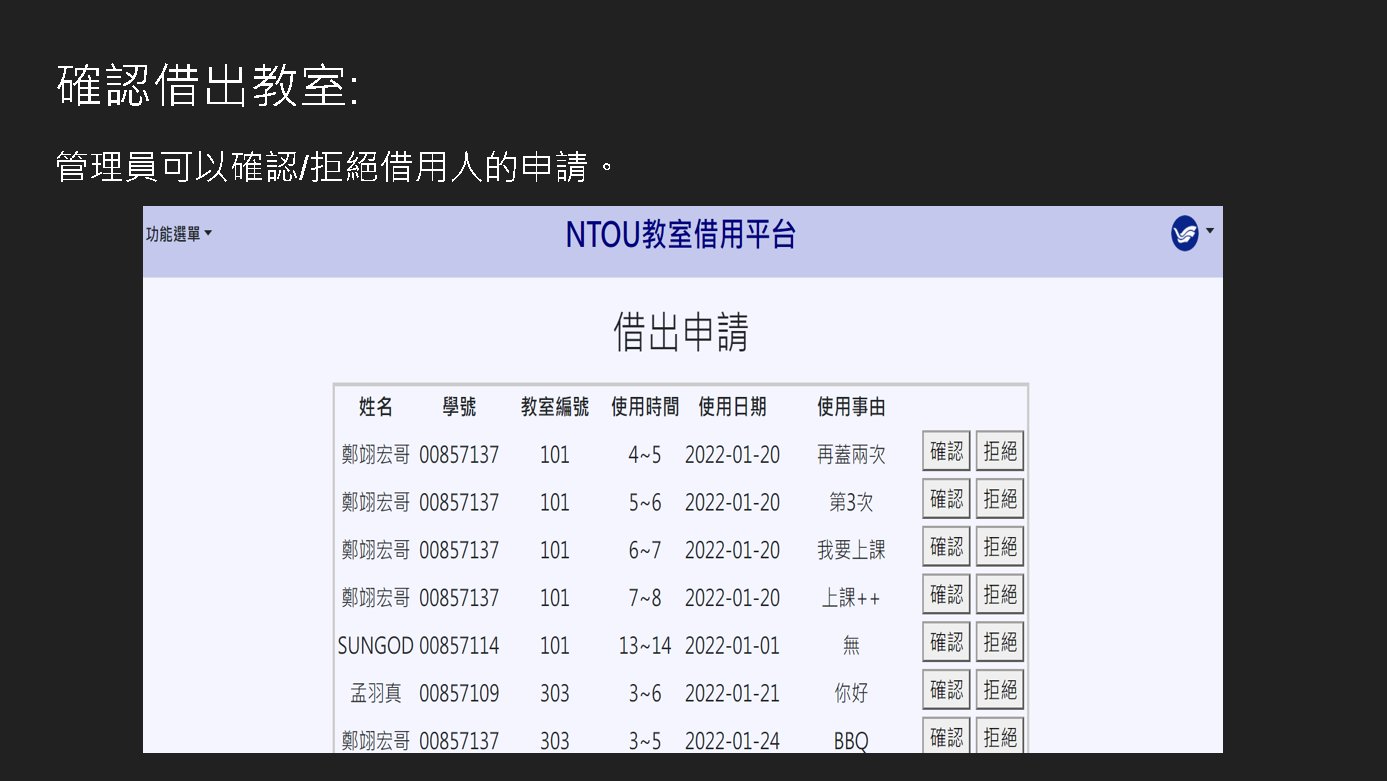 確認借出教室:
管理員可以確認/拒絕借用人的申請。
功能選單
NTOU教室借用平台
借出申請
姓名 學號 教室編號 使用時間 使用日期 使用事由
鄭翊宏哥 00857137 101 4~5 2022-01-20 再蓋兩次 確認 拒絕
鄭翊宏哥 00857137 101 5~6 2022-01-20 第3次 確認 拒絕
鄭翊宏哥 00857137 101 6~7 2022-01-20 我要上課 確認 拒絕
鄭翊宏哥 00857137 101 7~8 2022-01-20 上課++ 確認 拒絕
SUNGOD 00857114 101 13~14 2022-01-01 無 確認 拒絕
孟羽真 00857109 303 3~6 2022-01-21 你好 確認 拒絕
鄭翊宏哥 00857137 303 3~5 2022-01-24 BBQ 確認 拒絕